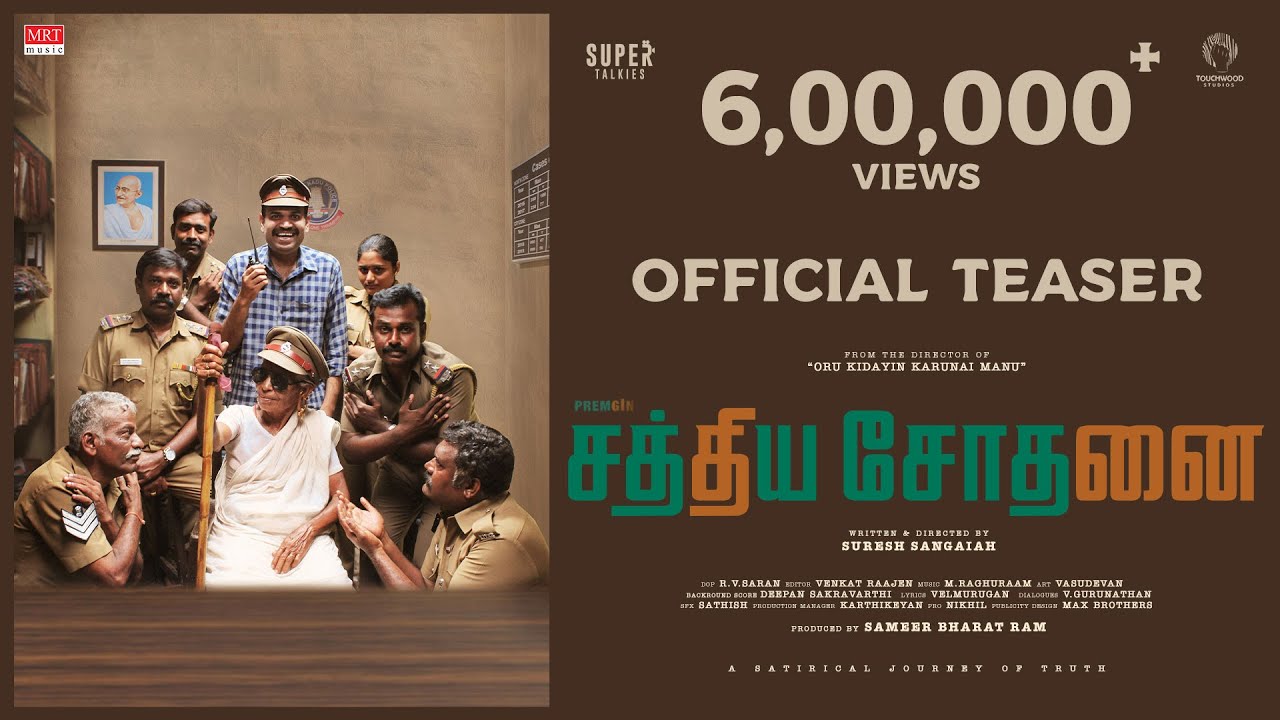 MRT
music
Cases
SUPER
TALKIES
6,00,000+
VIEWS
TOUCHWOOD
STUDIOS
OFFICIAL TEASER
FROM THE DIRECTOR OF
“ORU KIDAYIN KARUNAI MANU”
PREMGIN
சத்திய சோதனை
WRITTEN & DIRECTED BY
SURESH SANGAIAH
DOP R.V.SARAN EDITOR VENKAT RAAJEN MUSIC M.RAGHURAAM ART VASUDEVAN
BACKROUND SCORE DEEPAN SAKRAVARTHI LYRICS VELMURUGAN DIALOGUES V.GURUNATHAN
SFX SATHISH PRODUCTION MANAGER KARTHIKEYAN PRO NIKHIL PUBLICITY DESIGN MAX BROTHERS
PRODUCED BY SAMEER BHARAT RAM
A SATIRICAL JOURNEY OF TRUTH